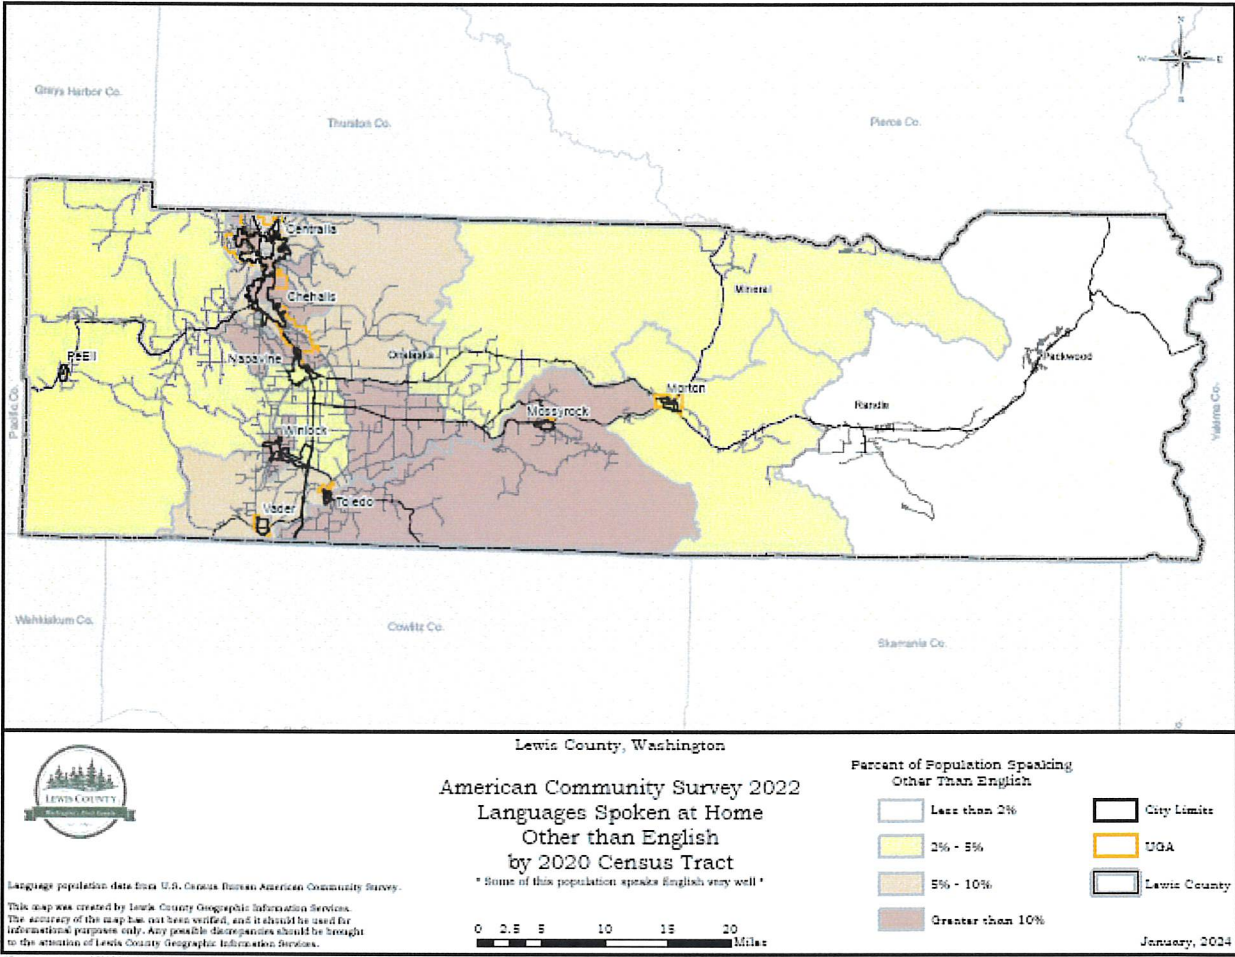 N
W
E
S
Grays Harbor Co.
Thurston Co.
Pierce Co.
Centralia
Chehalis
Mineral
PeEll
Napavine
Onalaska
Packwood
Morton
Randle
Mossyrock
Pacific Co.
Yakima Co.
Winlock
Toledo
Vader
Wahkiakum Co.
Cowlitz Co.
Skamania Co.
LEWIS COUNTY
Lewis County, Washington
American Community Survey 2022
Languages Spoken at Home
Other than English
by 2020 Census Tract
* Some of this population speaks English very well *
0 2.5 5 10 15 20
Miles
Percent of Population Speaking
Other Than English
Less than 2%
2% - 5%
5% - 10%
Greater than 10%
City Limits
UGA
Lewis County
January, 2024
Language population data from U.S. Census Bureau American Community Survey.
This map was created by Lewis County Geographic Information Services.
The accuracy of the map has not been verified, and it should be used for
informational purposes only. Any possible discrepancies should be brought
to the attention of Lewis County Geographic Information Services.